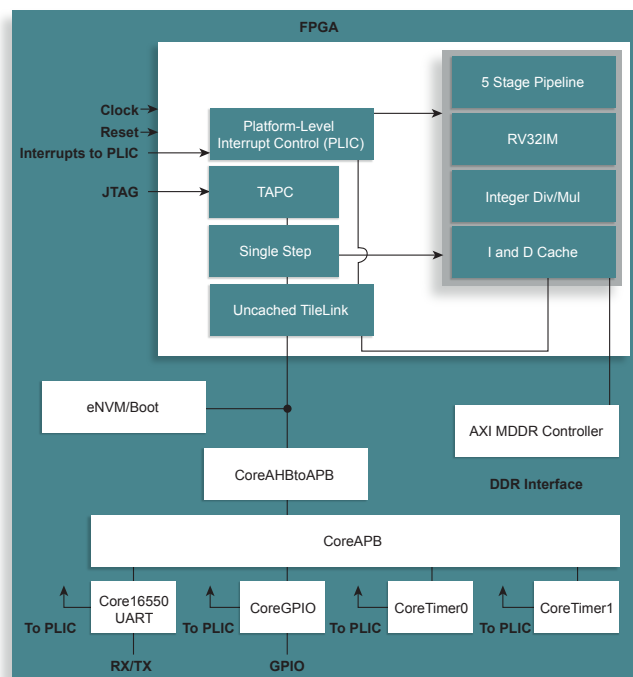 FPGA
5 Stage Pipeline
Clock
Reset
Interrupts to PLIC
Platform-Level
Interrupt Control (PLIC)
RV32IM
JTAG
TAPC
Integer Div/Mul
Single Step
I and D Cache
Uncached TileLink
eNVM/Boot
AXI MDDR Controller
CoreAHBtoAPB
DDR Interface
CoreAPB
Core16550
UART
CoreGPIO
CoreTimer0
CoreTimer1
To PLIC
To PLIC
To PLIC
To PLIC
RX/TX
GPIO